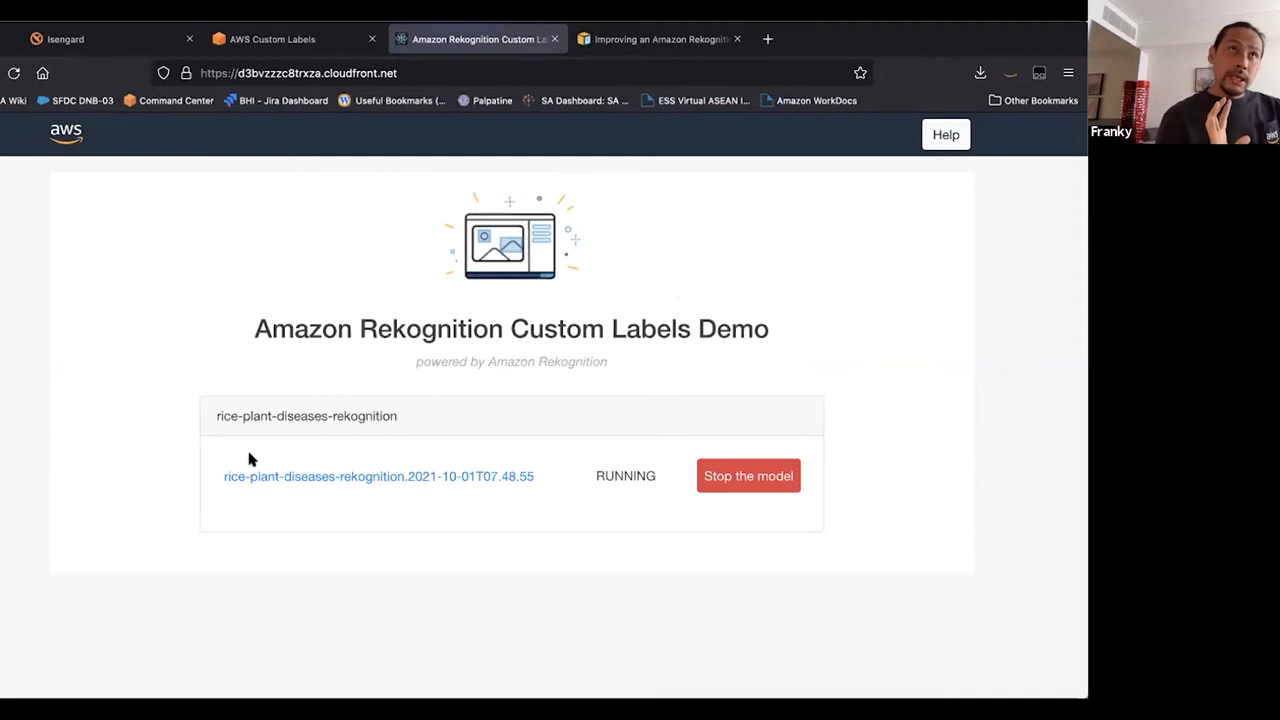 Isengard
AWS Custom Labels
Amazon Rekognition Custom La
Improving an Amazon Rekogniti
https://d3bvzzzc8trxza.cloudfront.net
A Wiki
SFDC DNB-03
Command Center
BHI - Jira Dashboard
Useful Bookmarks (...
Palpatine
SA Dashboard: SA ...
ESS Virtual ASEAN I...
Amazon WorkDocs
Other Bookmarks
Franky
aws
aws
Help
Amazon Rekognition Custom Labels Demo
powered by Amazon Rekognition
rice-plant-diseases-rekognition
rice-plant-diseases-rekognition.2021-10-01T07.48.55
RUNNING
Stop the model